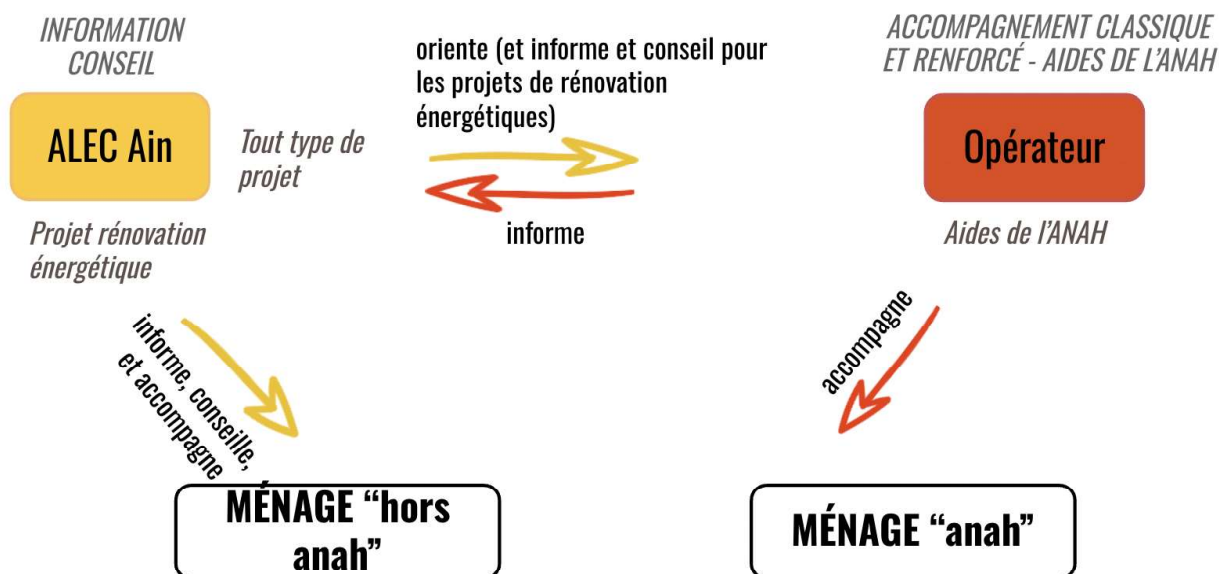 INFORMATION
CONSEIL
ALEC Ain
Tout type de
projet
Projet rénovation
énergétique
oriente (et informe et conseil pour
les projets de rénovation
énergétiques)
informe
ACCOMPAGNEMENT CLASSIQUE
ET RENFORCÉ - AIDES DE L'ANAH
Opérateur
Aides de l'ANAH
informe, conseille,
et accompagne
accompagne
MÉNAGE “hors
anah”
MÉNAGE “anah”